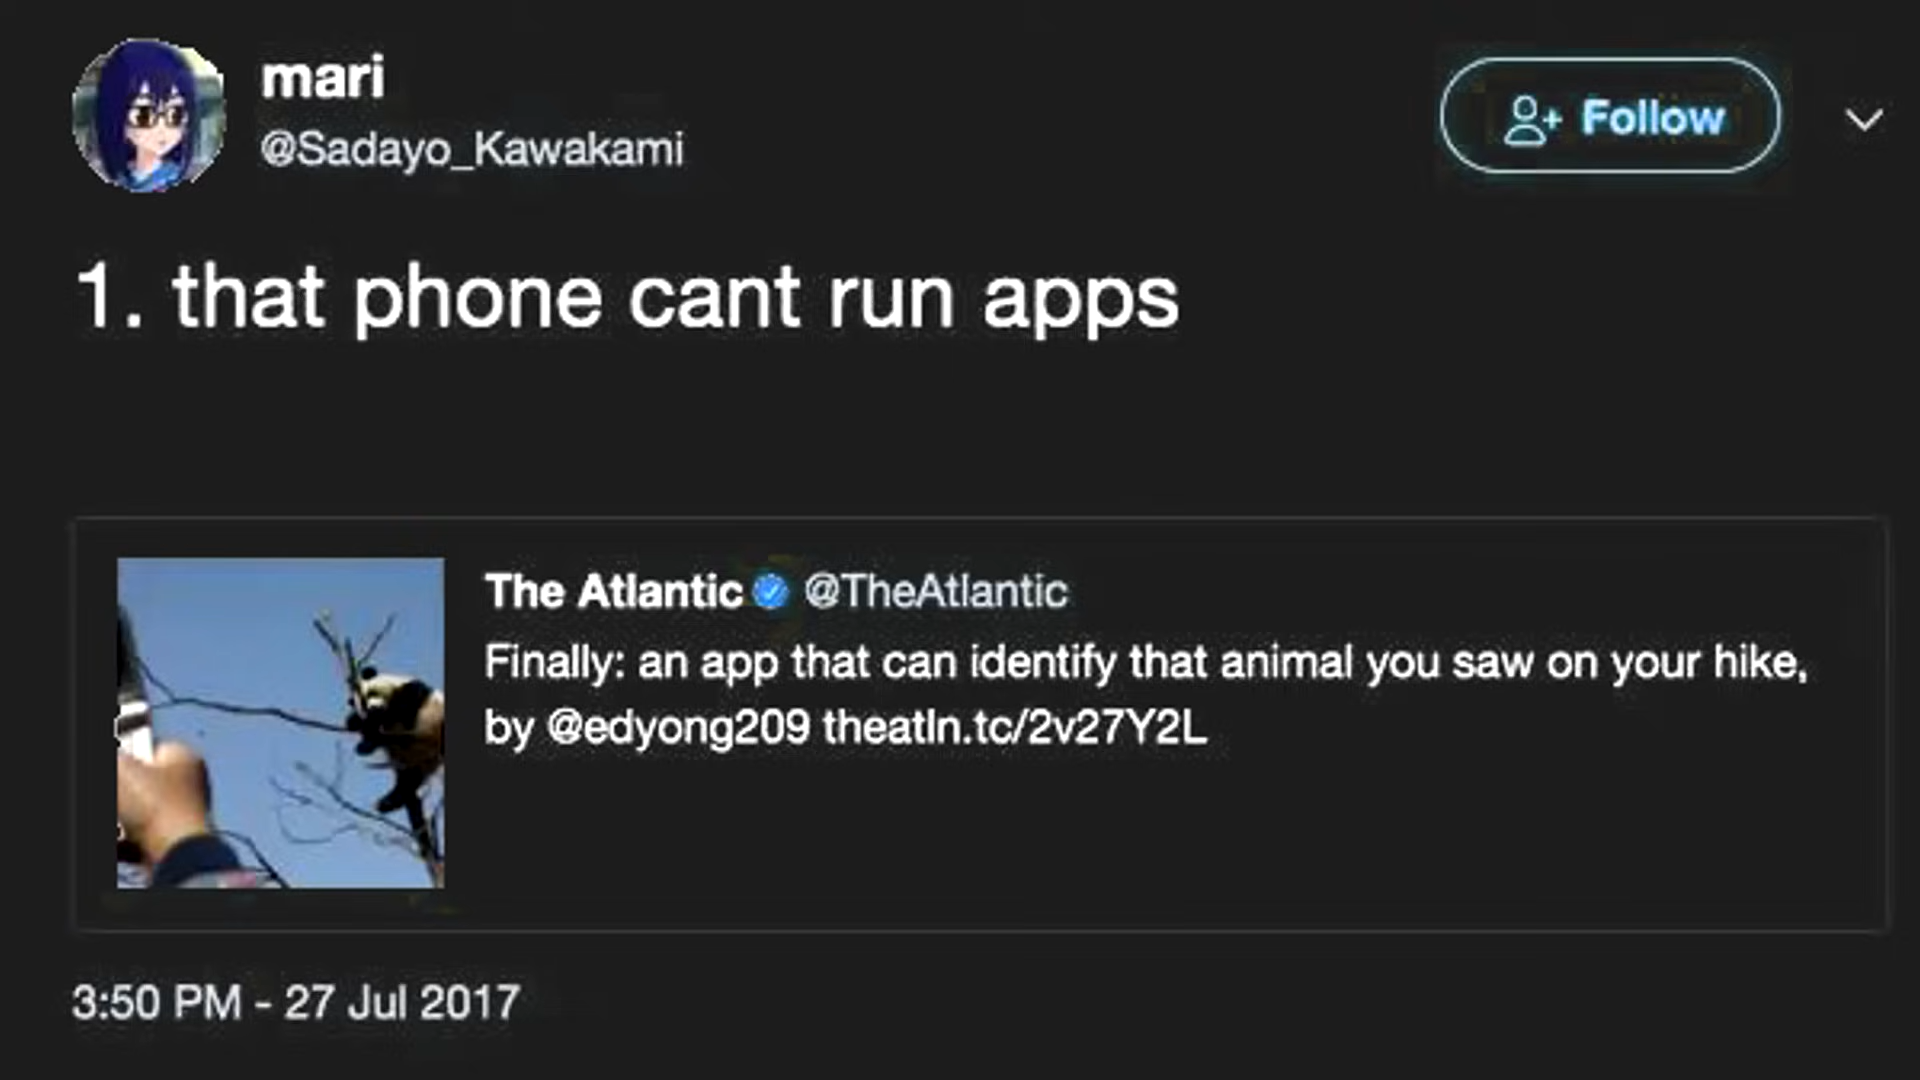 mari
@Sadayo_Kawakami
Follow
1. that phone cant run apps
The Atlantic @TheAtlantic
Finally: an app that can identify that animal you saw on your hike,
by @edyong209 theatln.tc/2v27Y2L
3:50 PM - 27 Jul 2017